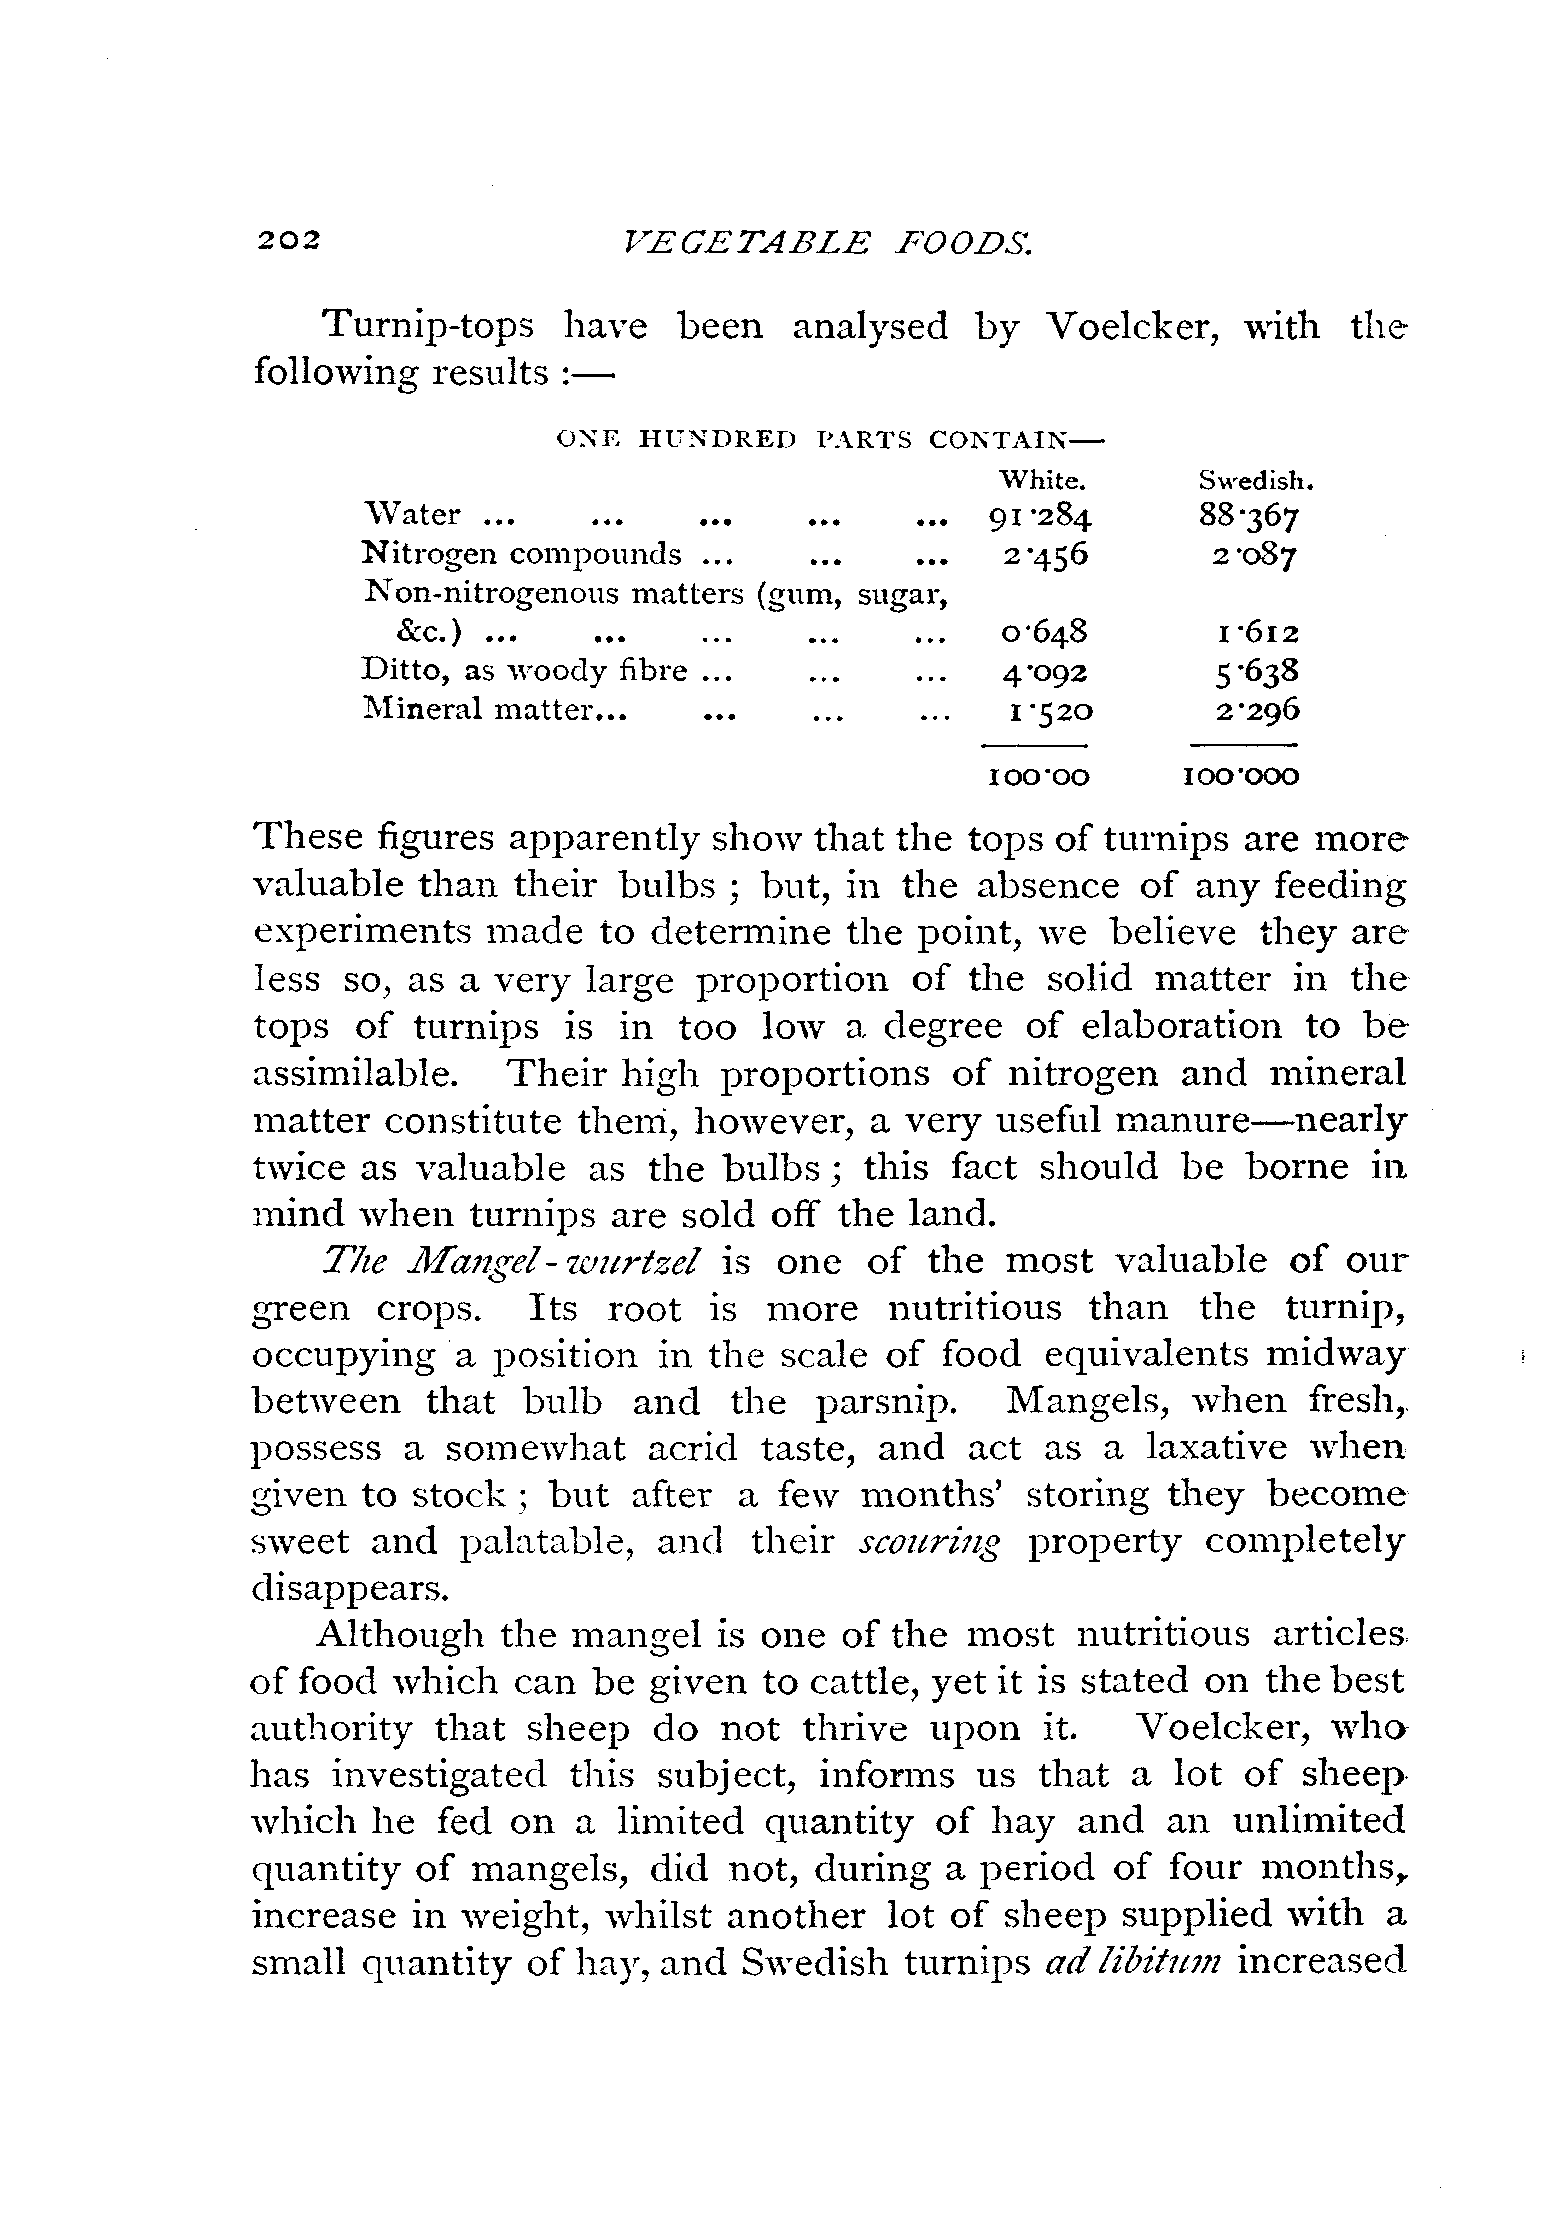 202 VEGETABLE FOODS.
Turnip-tops have been analysed by Voelcker, with the
following results :—
ONE HUNDRED PARTS CONTAIN—
White. Swedish.
Water ... ... ... ... ... 91·284 88·367
Nitrogen compounds ... ... ... 2·456 2·087
Non-nitrogenous matters (gum, sugar,
&c.) ... ... ... ... ... 0·648 1·612
Ditto, as woody fibre ... ... ... 4·092 5·638
Mineral matter... ... ... ... 1·520 2·296
100·00 100·000
These figures apparently show that the tops of turnips are more
valuable than their bulbs ; but, in the absence of any feeding
experiments made to determine the point, we believe they are
less so, as a very large proportion of the solid matter in the
tops of turnips is in too low a degree of elaboration to be
assimilable. Their high proportions of nitrogen and mineral
matter constitute them, however, a very useful manure—nearly
twice as valuable as the bulbs ; this fact should be borne in
mind when turnips are sold off the land.
The Mangel-wurtzel is one of the most valuable of our
green crops. Its root is more nutritious than the turnip,
occupying a position in the scale of food equivalents midway
between that bulb and the parsnip. Mangels, when fresh,
possess a somewhat acrid taste, and act as a laxative when
given to stock ; but after a few months' storing they become
sweet and palatable, and their scouring property completely
disappears.
Although the mangel is one of the most nutritious articles
of food which can be given to cattle, yet it is stated on the best
authority that sheep do not thrive upon it. Voelcker, who
has investigated this subject, informs us that a lot of sheep
which he fed on a limited quantity of hay and an unlimited
quantity of mangels, did not, during a period of four months,
increase in weight, whilst another lot of sheep supplied with a
small quantity of hay, and Swedish turnips ad libitum increased